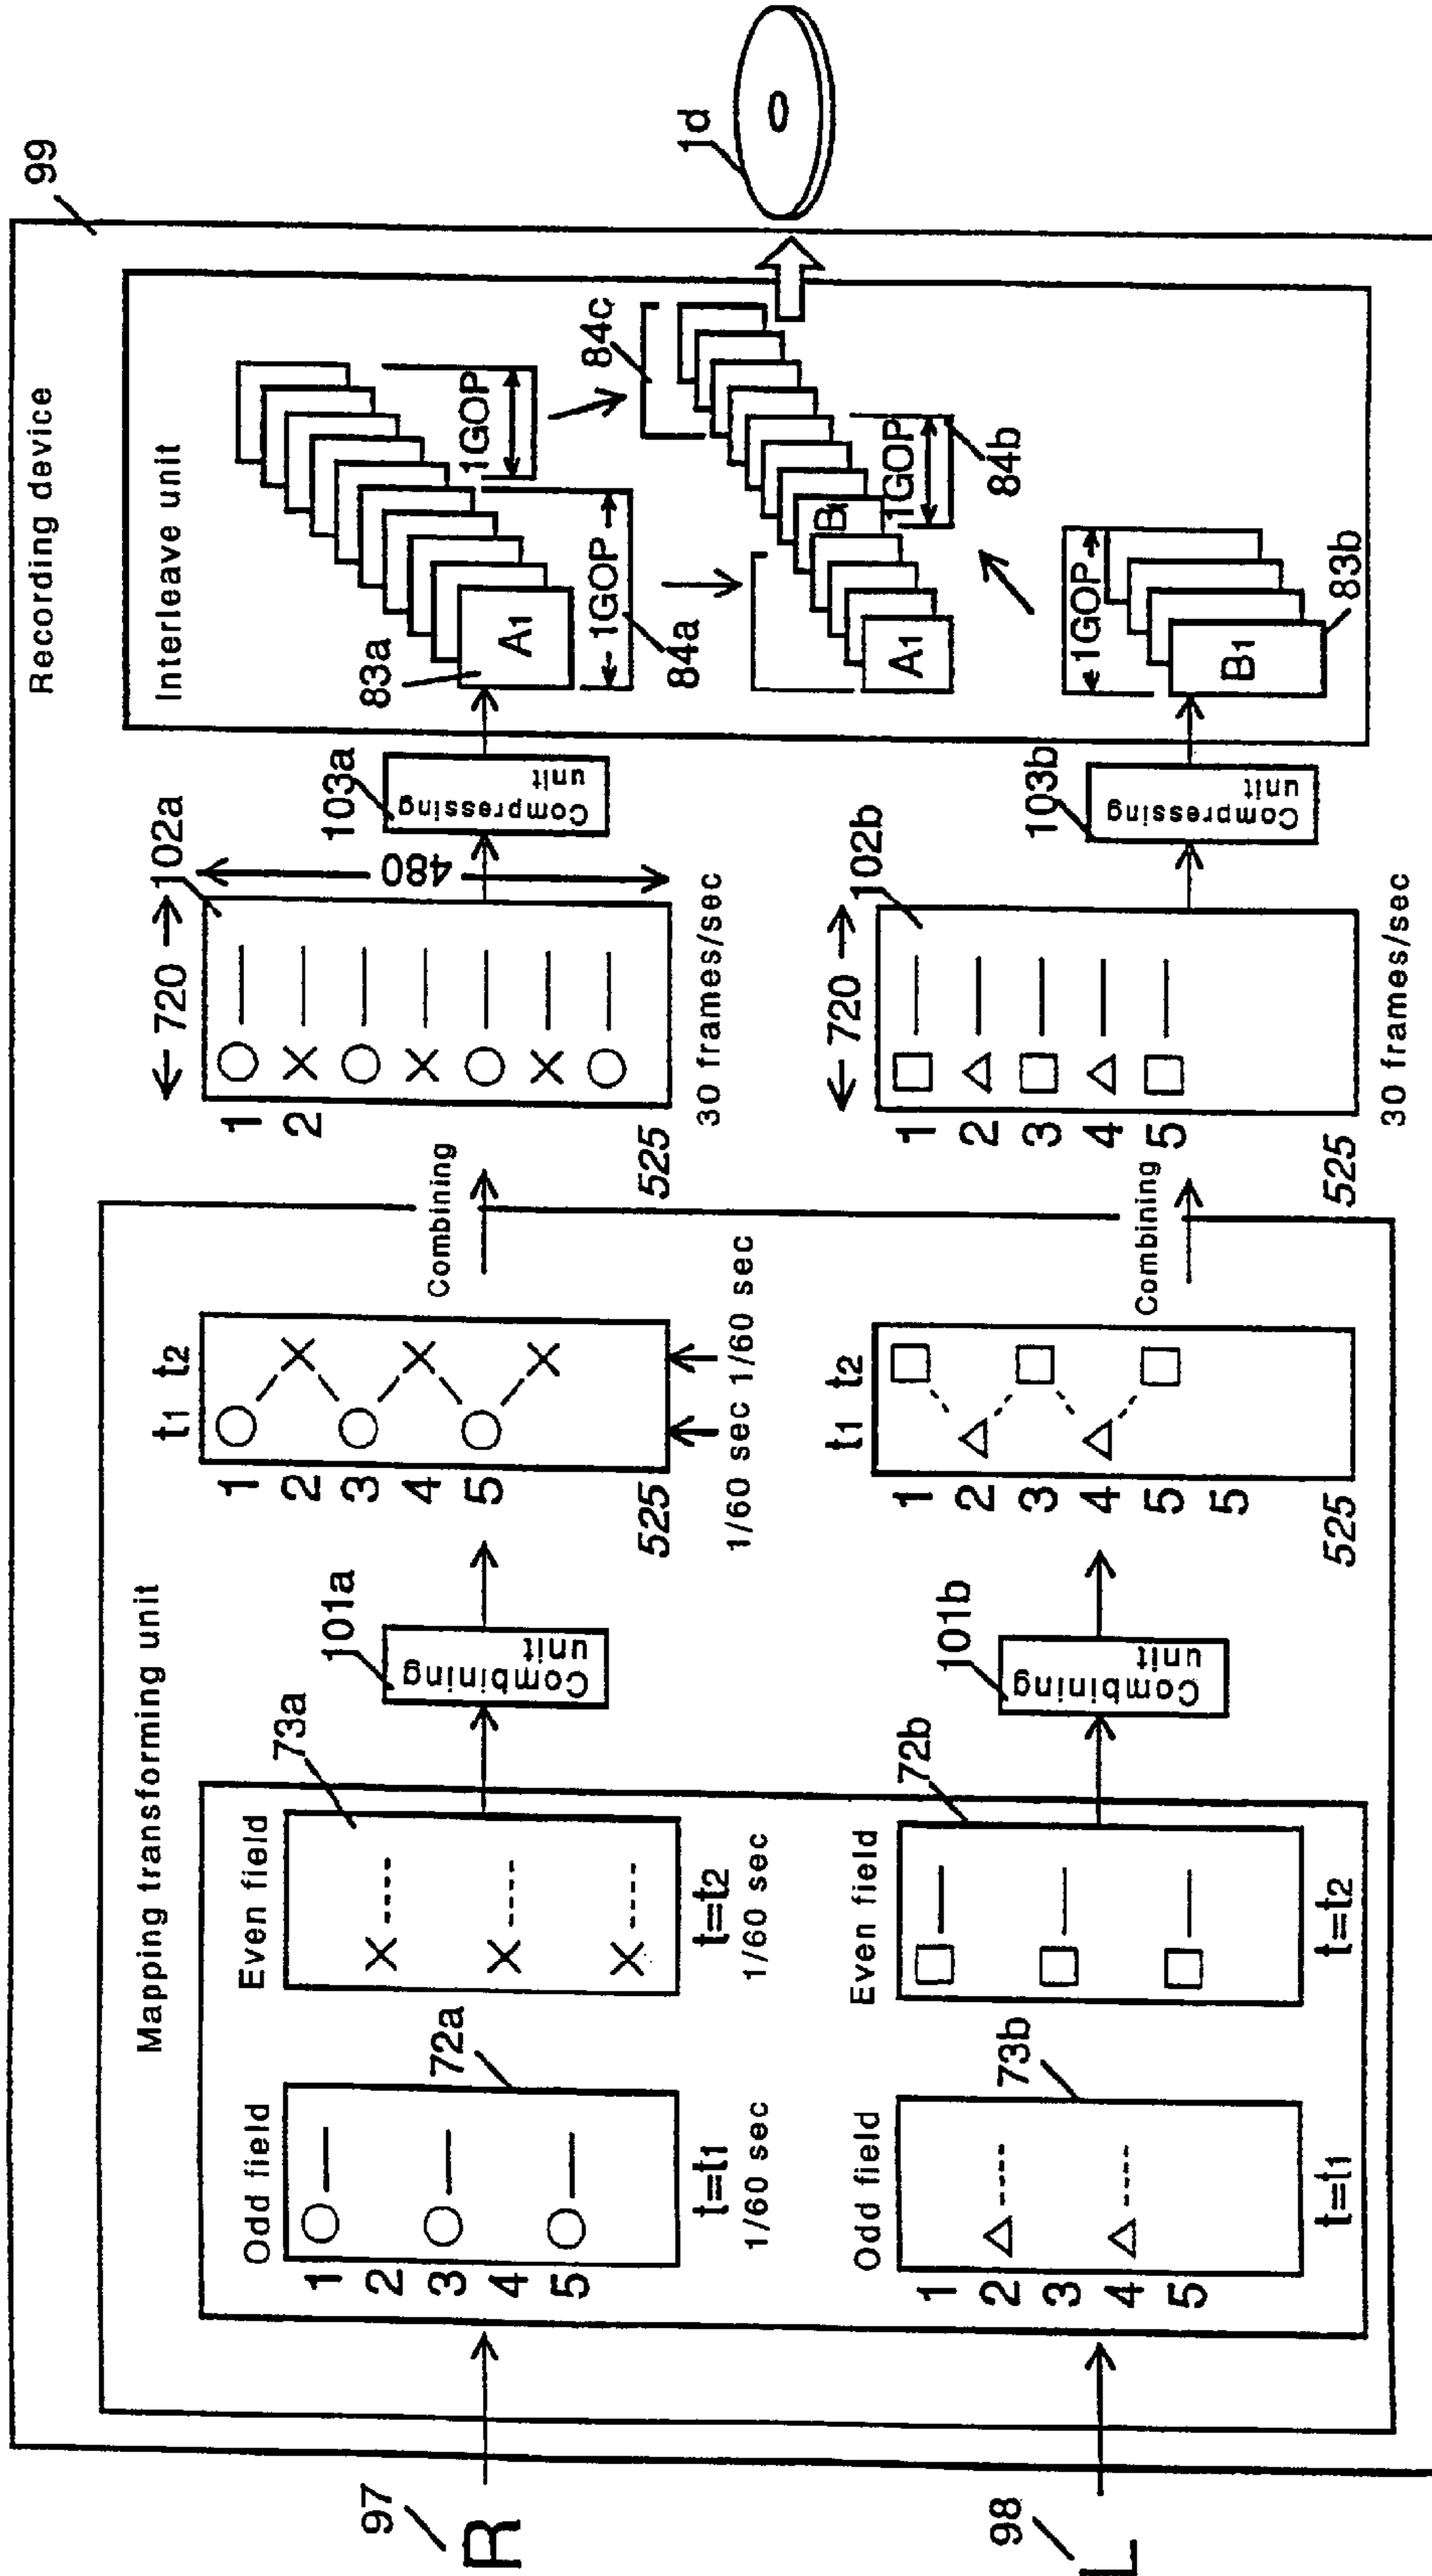 Recording device
99
Mapping transforming unit
Interleave unit
97
R
Odd field
1
2
3
4
5
72a
t=t1
1/60 sec
Even field
73a
t=t2
1/60 sec
101a
Combining
unit
t1 t2
1
2
3
4
5
525
1/60 sec 1/60 sec
Combining
← 720 →
102a
1
2
480
525
30 frames/sec
103a
Compressing
unit
83a
A1
1GOP
84a
1GOP
84c
A1
B1
1GOP
84b
1d
98
L
Odd field
1
2
3
4
5
73b
t=t1
Even field
72b
t=t2
101b
Combining
unit
t1 t2
1
2
3
4
5
5
525
Combining
← 720 →
102b
1
2
3
4
5
525
30 frames/sec
103b
Compressing
unit
1GOP
B1
83b